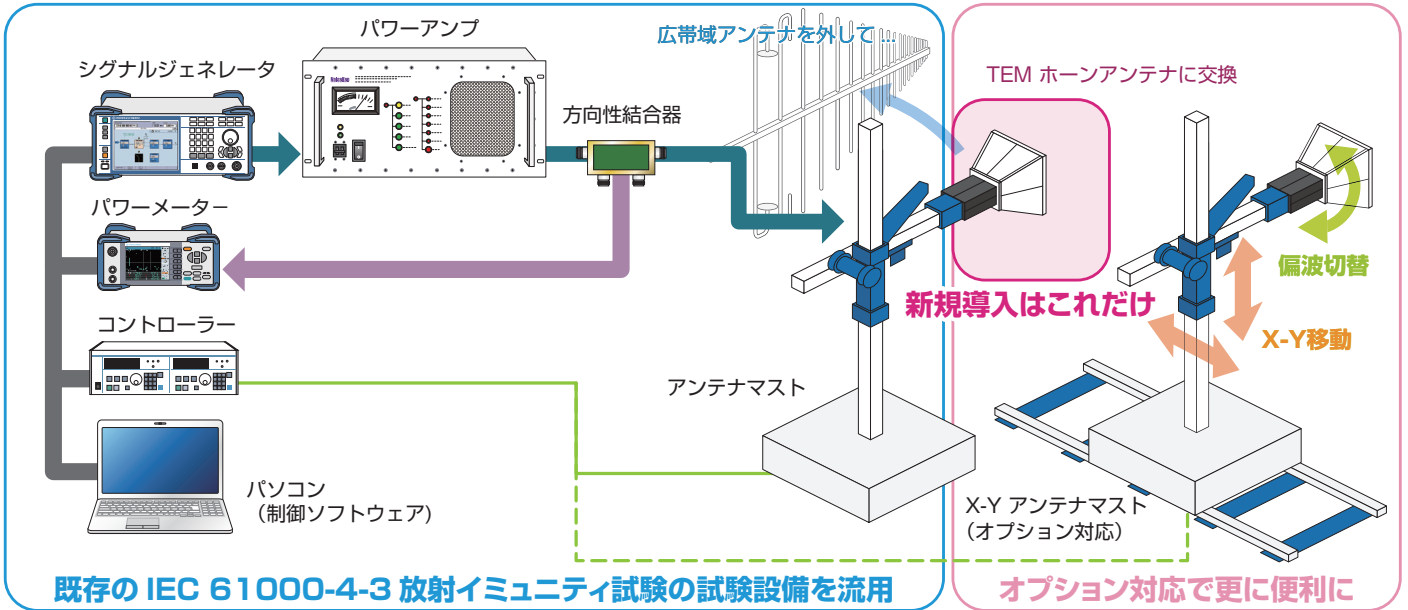 パワーアンプ
広帯域アンテナを外して ...
シグナルジェネレータ
TEM ホーンアンテナに交換
NoiseKen
方向性結合器
パワーメーター
偏波切替
新規導入はこれだけ
コントローラー
X-Y移動
アンテナマスト
パソコン
（制御ソフトウェア)
X-Y アンテナマスト
（オプション対応）
既存の IEC 61000-4-3 放射イミュニティ試験の試験設備を流用
オプション対応で更に便利に